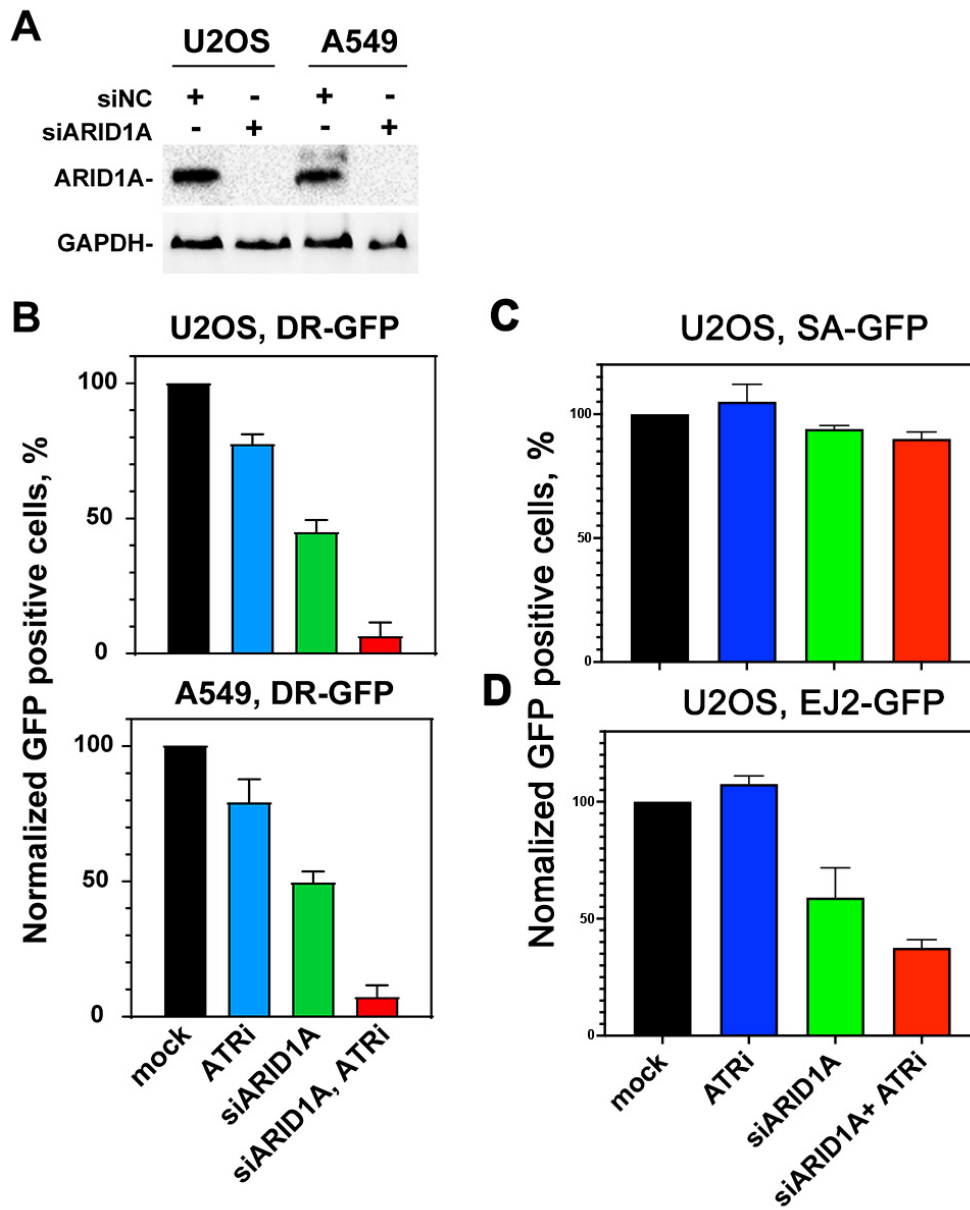 A
U2OS A549
siNC + - + -
siARID1A - + - +
ARID1A-
GAPDH-
B
U2OS, DR-GFP
100
50
0
A549, DR-GFP
100
50
0
Normalized GFP positive cells, %
mock
ATRi
siARID1A
siARID1A, ATRi
C
U2OS, SA-GFP
100
50
0
D
U2OS, EJ2-GFP
100
50
0
Nomalized GFP positive cells, %
mock
ATRi
siARID1A
siARID1A+ ATRi